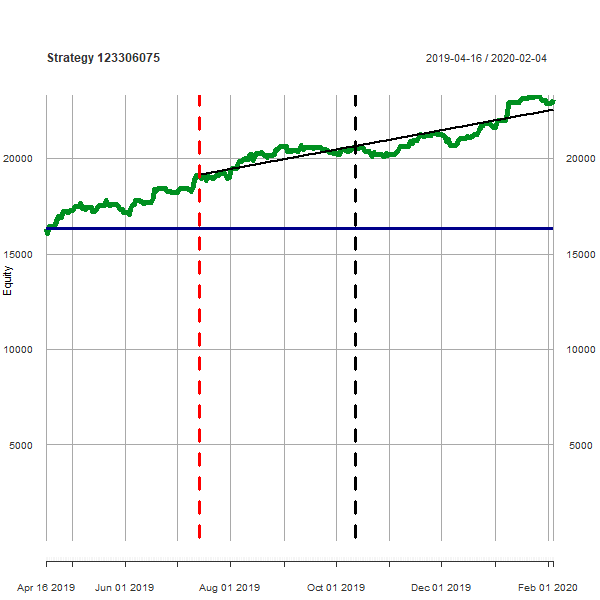 Strategy 123306075
2019-04-16 / 2020-02-04
20000
20000
15000
15000
Equity
10000
10000
5000
5000
Apr 16 2019
Jun 01 2019
Aug 01 2019
Oct 01 2019
Dec 01 2019
Feb 01 2020